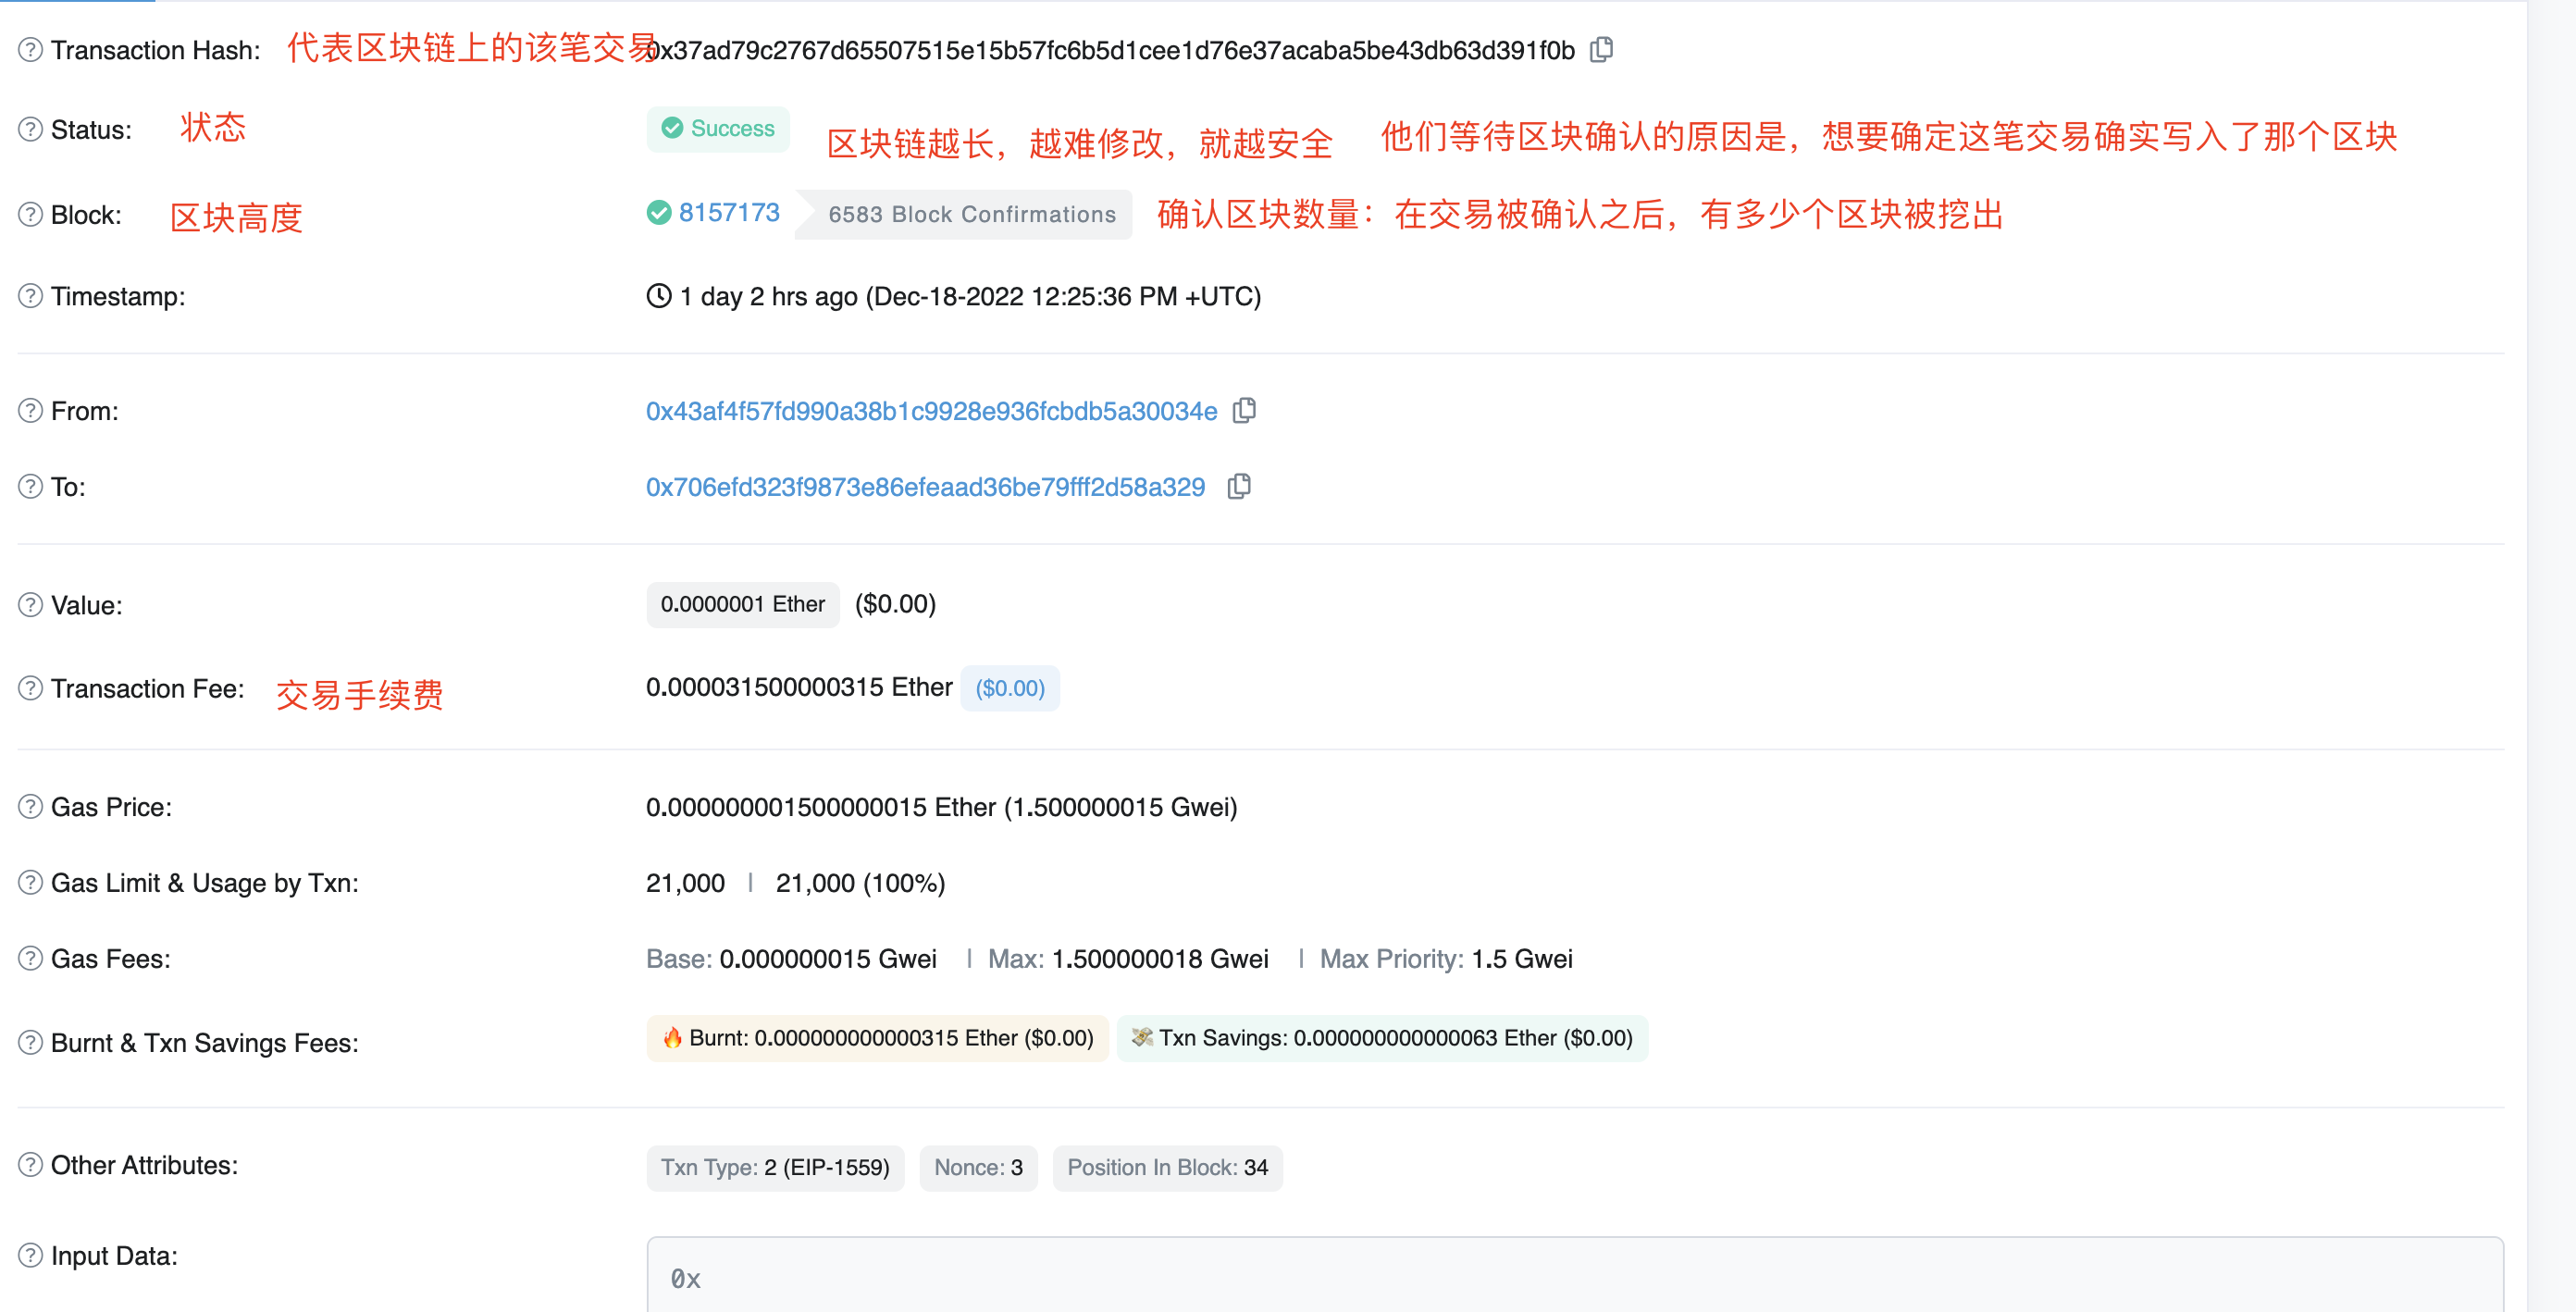 Transaction Hash: 代表区块链上的该笔交易 0x37ad79c2767d65507515e15b57fc6b5d1cee1d76e37acaba5be43db63d391f0b
Status: 状态 Success 区块链越长，越难修改，就越安全 他们等待区块确认的原因是，想要确定这笔交易确实写入了那个区块
Block: 区块高度 8157173 6583 Block Confirmations 确认区块数量：在交易被确认之后，有多少个区块被挖出
Timestamp: 1 day 2 hrs ago (Dec-18-2022 12:25:36 PM +UTC)
From: 0x43af4f57fd990a38b1c9928e936fcbdb5a30034e
To: 0x706efd323f9873e86efeaad36be79fff2d58a329
Value: 0.0000001 Ether ($0.00)
Transaction Fee: 交易手续费 0.000031500000315 Ether ($0.00)
Gas Price: 0.000000001500000015 Ether (1.500000015 Gwei)
Gas Limit & Usage by Txn: 21,000 | 21,000 (100%)
Gas Fees: Base: 0.000000015 Gwei | Max: 1.500000018 Gwei | Max Priority: 1.5 Gwei
Burnt & Txn Savings Fees: 🔥 Burnt: 0.000000000000315 Ether ($0.00) 💸 Txn Savings: 0.000000000000063 Ether ($0.00)
Other Attributes: Txn Type: 2 (EIP-1559) Nonce: 3 Position In Block: 34
Input Data: 0x